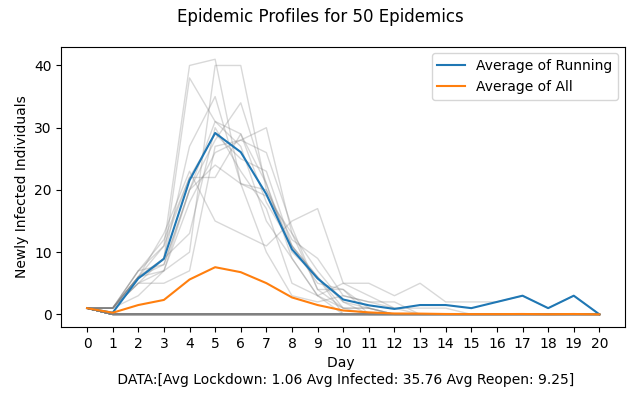 Epidemic Profiles for 50 Epidemics
Newly Infected Individuals
40
30
20
10
0
Average of Running
Average of All
0 1 2 3 4 5 6 7 8 9 10 11 12 13 14 15 16 17 18 19 20
Day
DATA:[Avg Lockdown: 1.06 Avg Infected: 35.76 Avg Reopen: 9.25]